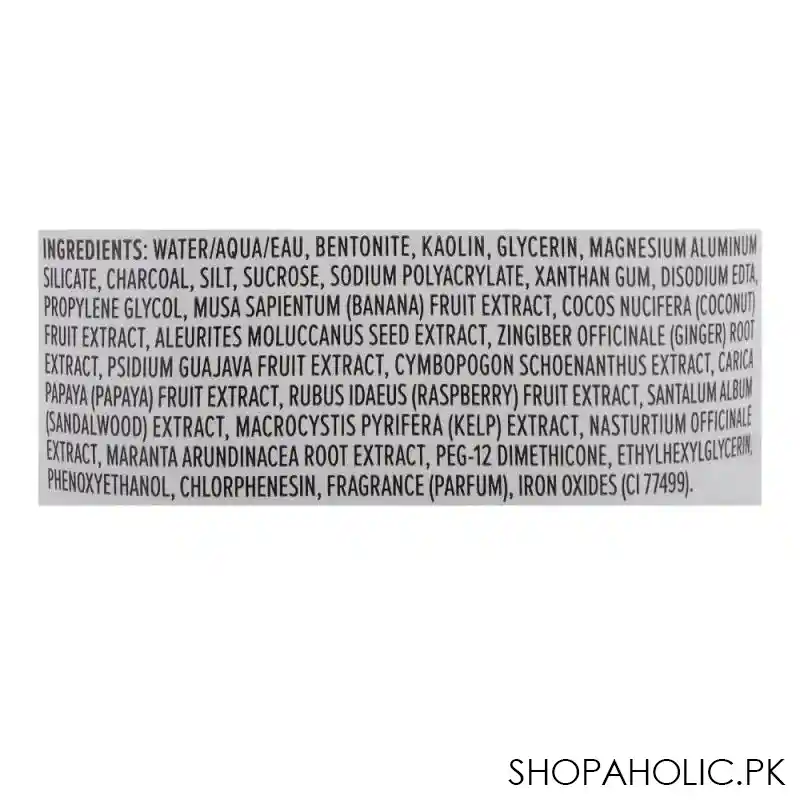 INGREDIENTS: WATER/AQUA/EAU, BENTONITE, KAOLIN, GLYCERIN, MAGNESIUM ALUMINUM
SILICATE, CHARCOAL, SILT, SUCROSE, SODIUM POLYACRYLATE, XANTHAN GUM, DISODIUM EDTA,
PROPYLENE GLYCOL, MUSA SAPIENTUM (BANANA) FRUIT EXTRACT, COCOS NUCIFERA (COCONUT)
FRUIT EXTRACT, ALEURITES MOLUCCANUS SEED EXTRACT, ZINGIBER OFFICINALE (GINGER) ROOT
EXTRACT, PSIDIUM GUAJAVA FRUIT EXTRACT, CYMBOPOGON SCHOENANTHUS EXTRACT, CARICA
PAPAYA (PAPAYA) FRUIT EXTRACT, RUBUS IDAEUS (RASPBERRY) FRUIT EXTRACT, SANTALUM ALBUM
(SANDALWOOD) EXTRACT, MACROCYSTIS PYRIFERA (KELP) EXTRACT, NASTURTIUM OFFICINALE
EXTRACT, MARANTA ARUNDINACEA ROOT EXTRACT, PEG-12 DIMETHICONE, ETHYLHEXYLGLYCERIN,
PHENOXYETHANOL, CHLORPHENESIN, FRAGRANCE (PARFUM), IRON OXIDES (CI 77499).
SHOPAHOLIC.PK